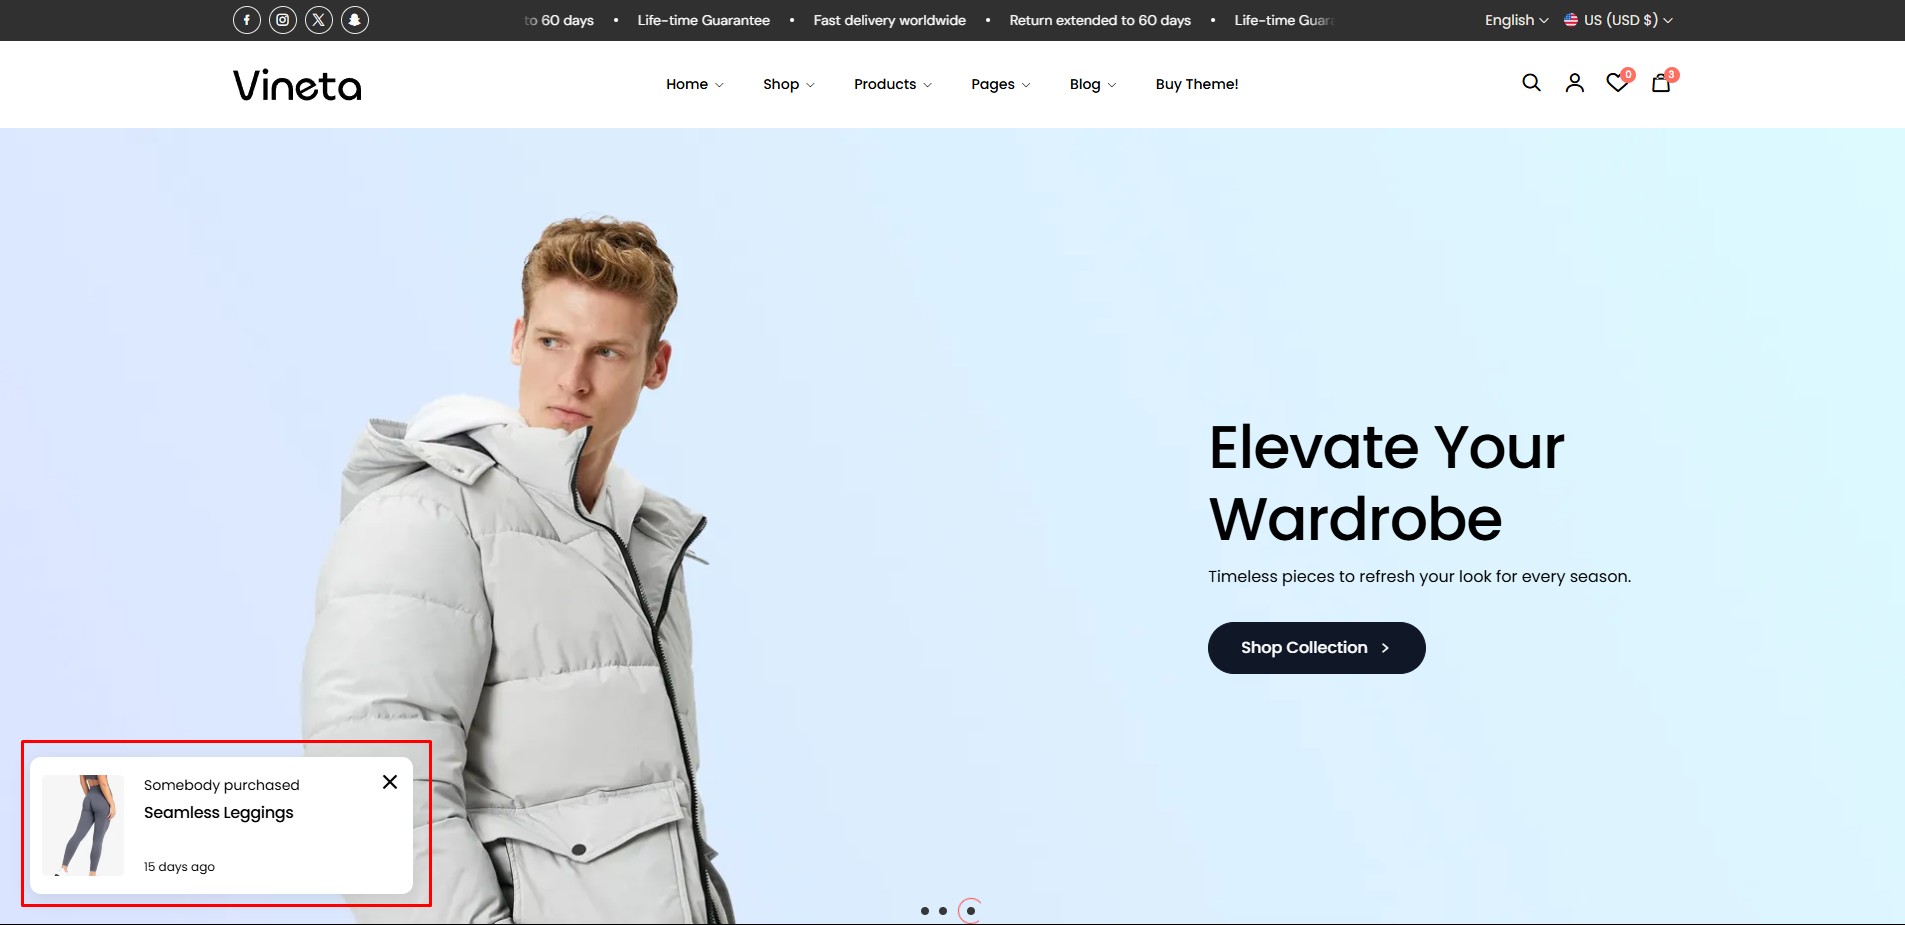 to 60 days • Life-time Guarantee • Fast delivery worldwide • Return extended to 60 days • Life-time Guara
English US (USD $)
Vineta
Home Shop Products Pages Blog Buy Theme!
0 3
Elevate Your
Wardrobe
Timeless pieces to refresh your look for every season.
Shop Collection
Somebody purchased
Seamless Leggings
15 days ago